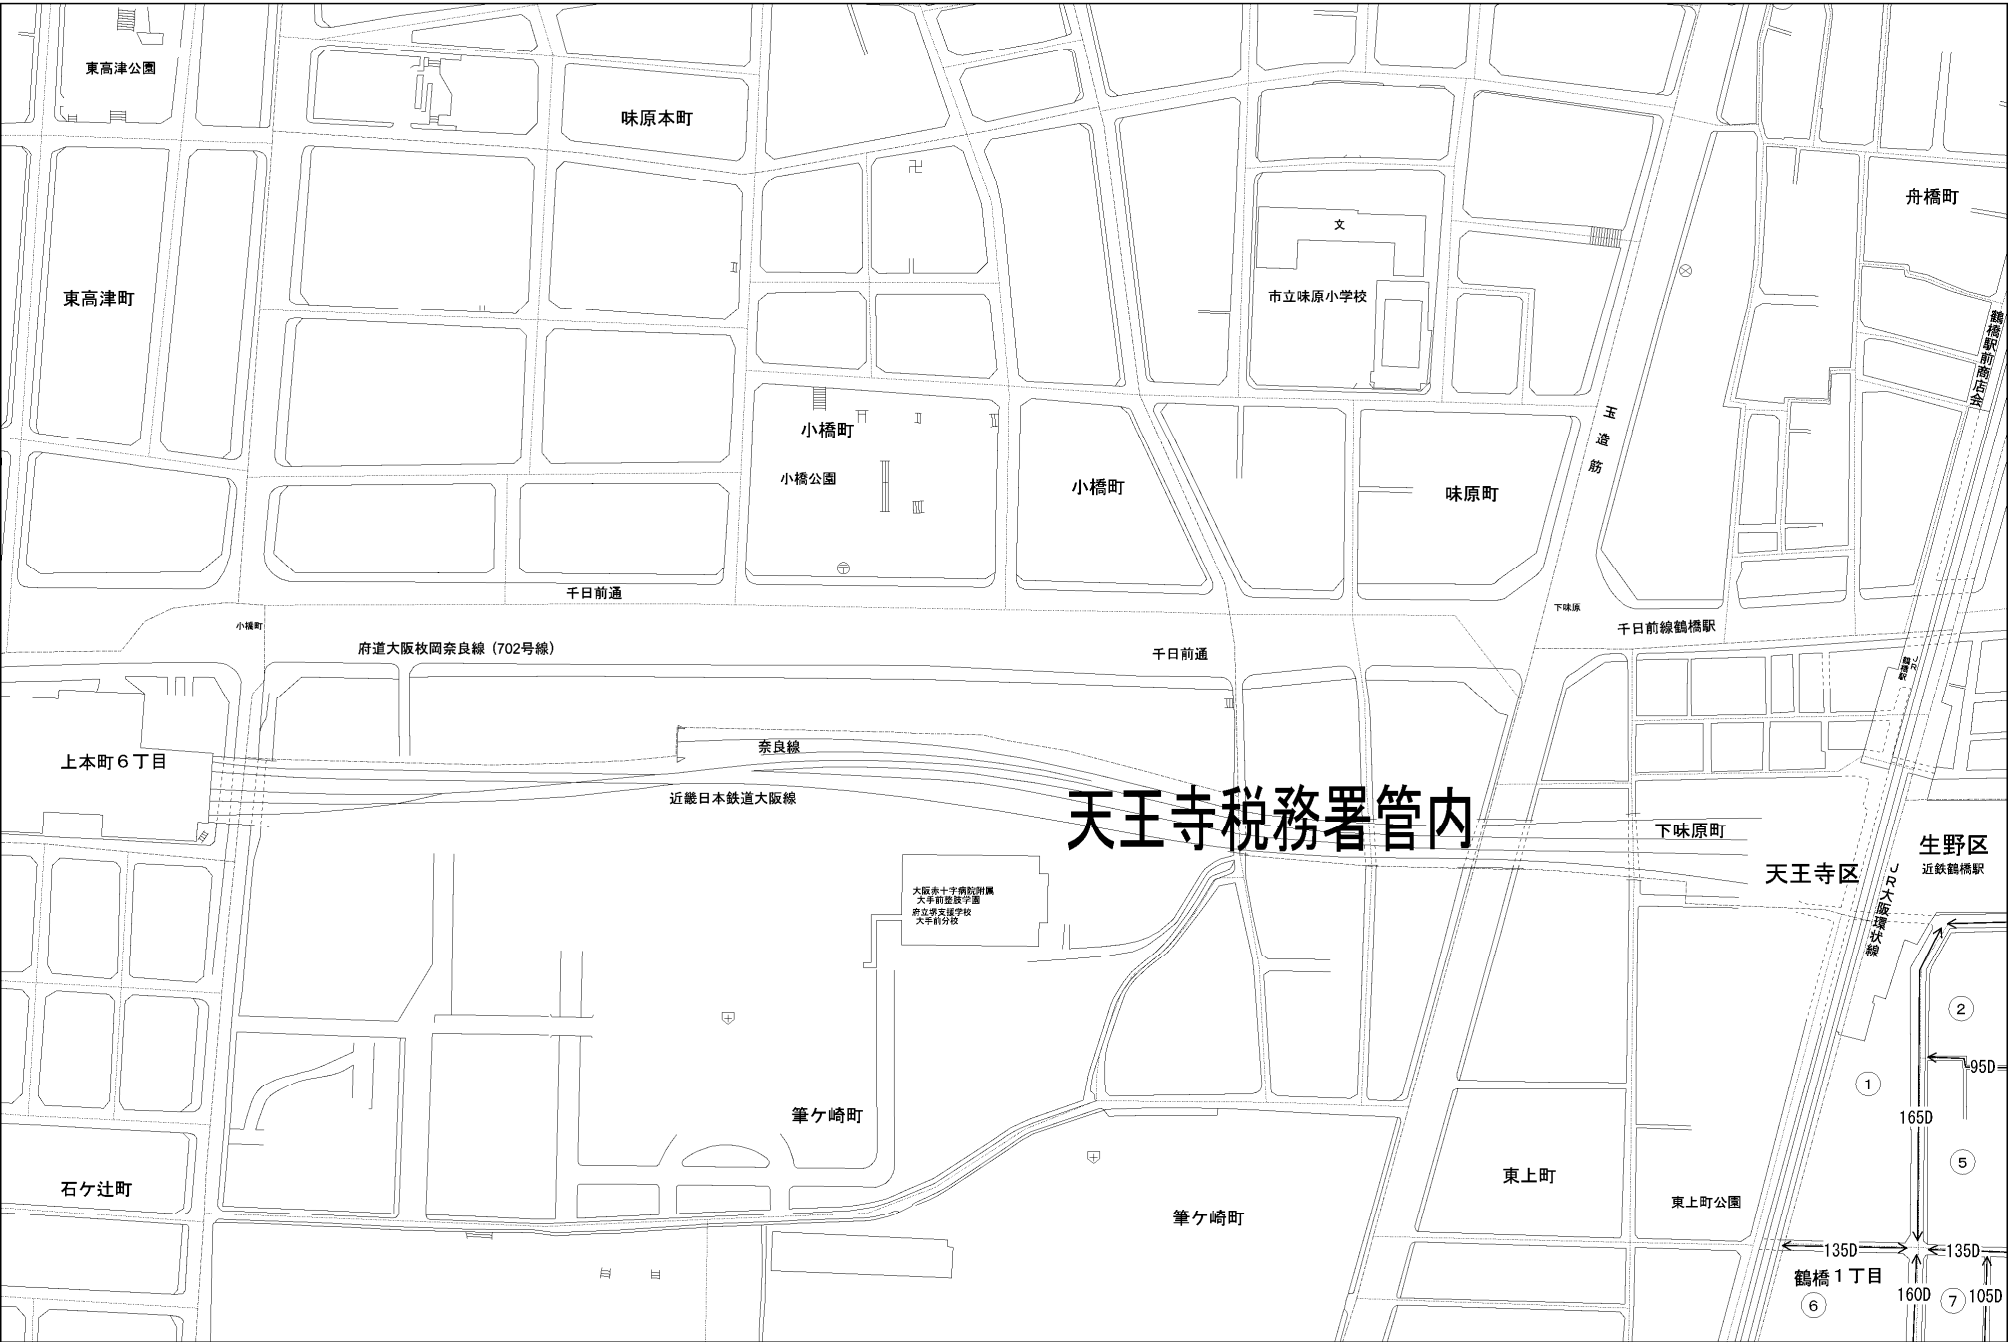 東高津公園
味原本町
舟橋町
文
市立味原小学校
東高津町
鶴橋駅前商店会
玉造筋
小橋町
小橋公園
小橋町
味原町
千日前通
下味原
小橋町
千日前線鶴橋駅
府道大阪枚岡奈良線(702号線)
千日前通
JR
鶴橋駅
奈良線
上本町6丁目
近畿日本鉄道大阪線
天王寺税務署管内
下味原町
生野区
近鉄鶴橋駅
天王寺区
JR大阪環状線
大阪赤十字病院附属
大手前整肢学園
府立堺支援学校
大手前分校
2
95D
1
165D
筆ケ崎町
5
東上町
石ケ辻町
東上町公園
筆ケ崎町
135D
135D
鶴橋1丁目
160D
105D
6
7